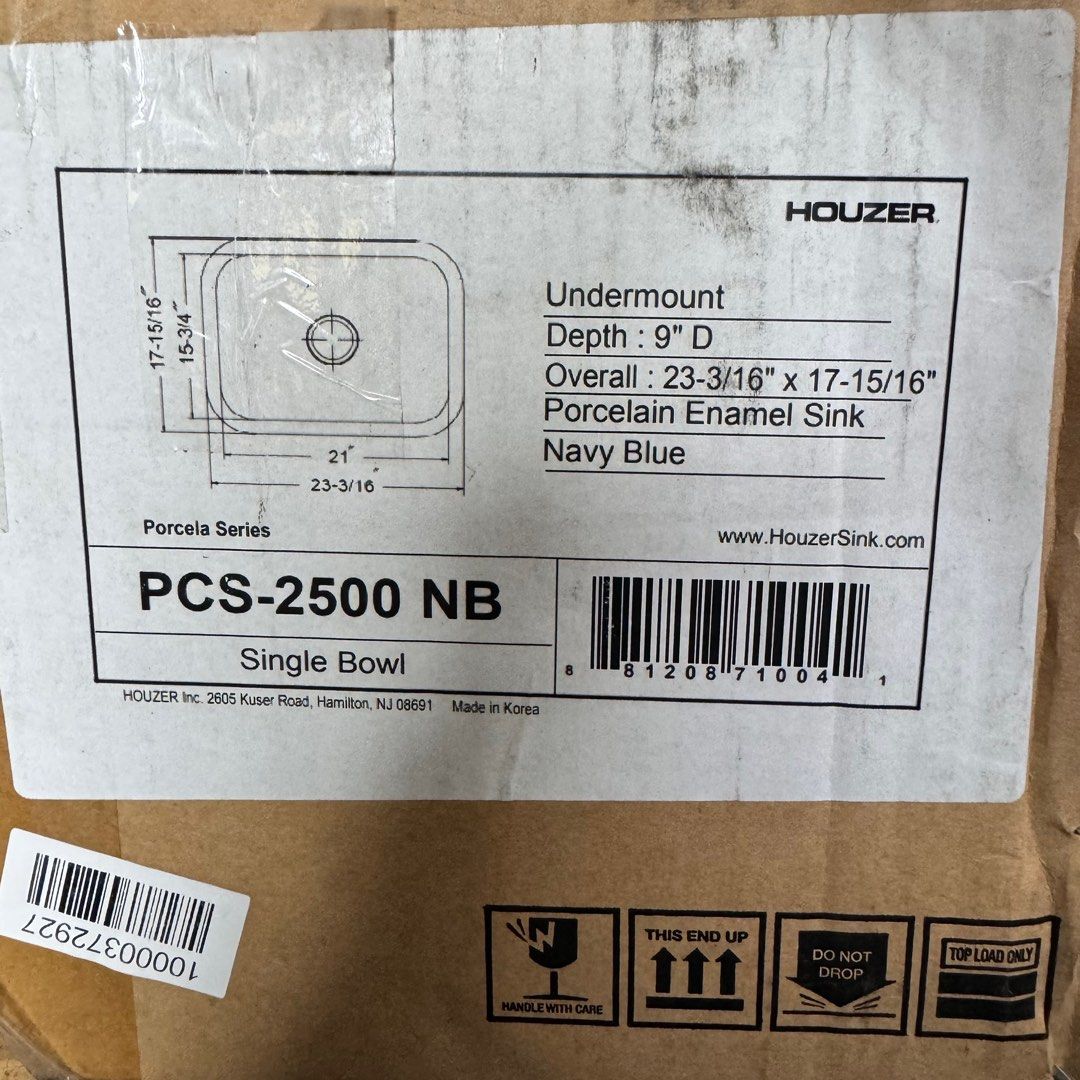 HOUZER
17-15/16"
15-3/4"
21"
23-3/16"
Undermount
Depth : 9" D
Overall : 23-3/16" x 17-15/16"
Porcelain Enamel Sink
Navy Blue
Porcela Series
www.HouzerSink.com
PCS-2500 NB
Single Bowl
8 81208 71004 1
HOUZER Inc. 2605 Kuser Road, Hamilton, NJ 08691 Made in Korea
10000372927
HANDLE WITH CARE
THIS END UP
DO NOT
DROP
TOP LOAD ONLY